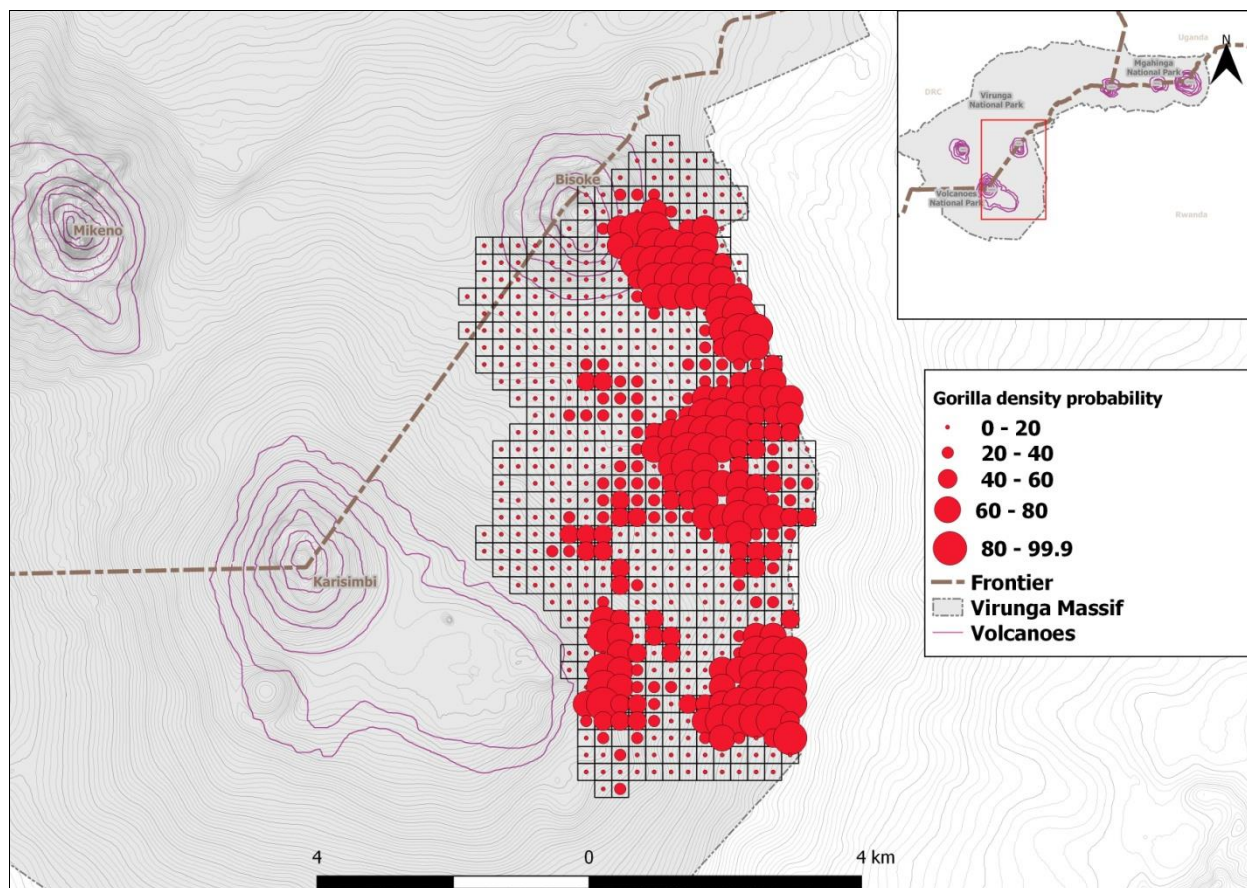 Mikeno
Bisoke
Karisimbi
4 0 4 km
N
Uganda
Mgahinga
National Park
DRC
Virunga
National Park
Volcanoes
National Park
Rwanda
Gorilla density probability
0 - 20
20 - 40
40 - 60
60 - 80
80 - 99.9
Frontier
Virunga Massif
Volcanoes